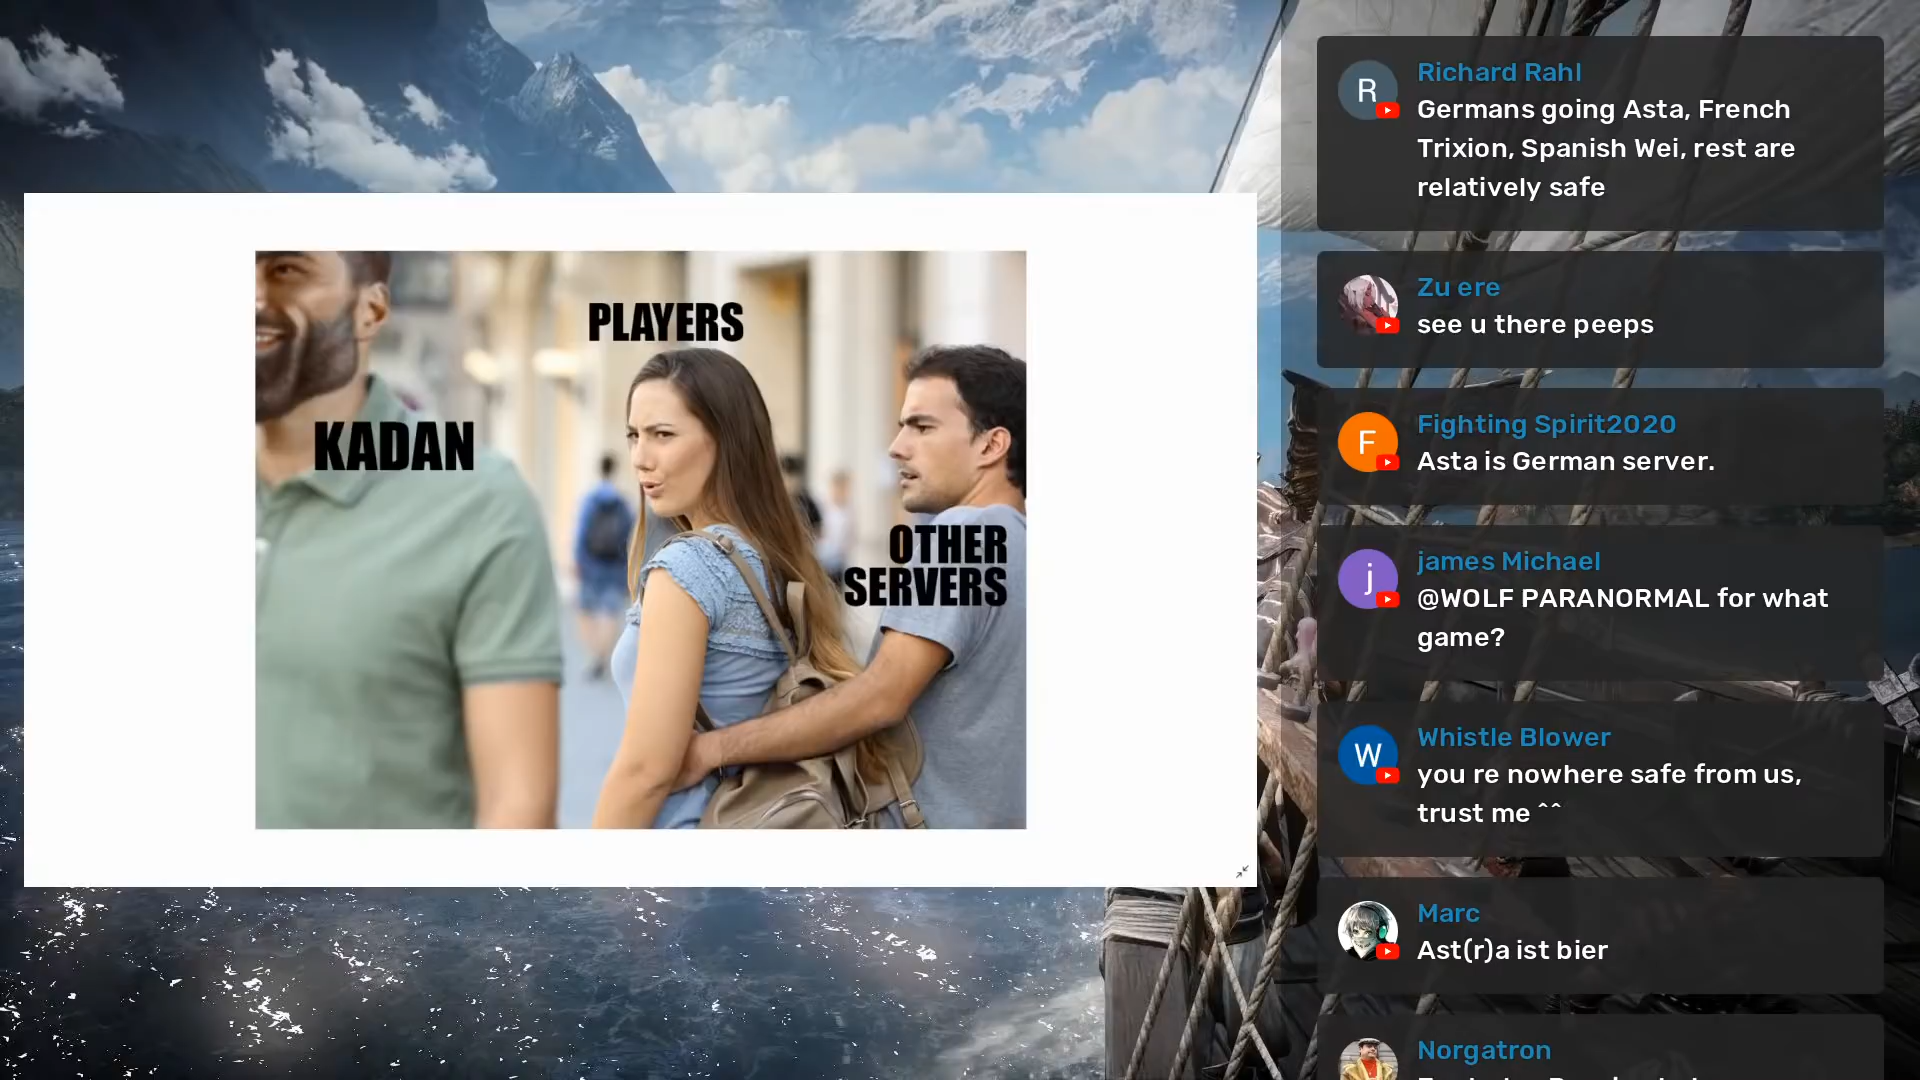 PLAYERS
KADAN
OTHER
SERVERS
R
Richard Rahl
Germans going Asta, French
Trixion, Spanish Wei, rest are
relatively safe
Zu ere
see u there peeps
F
Fighting Spirit2020
Asta is German server.
j
james Michael
@WOLF PARANORMAL for what
game?
W
Whistle Blower
you re nowhere safe from us,
trust me ^^
Marc
Ast(r)a ist bier
Norgatron